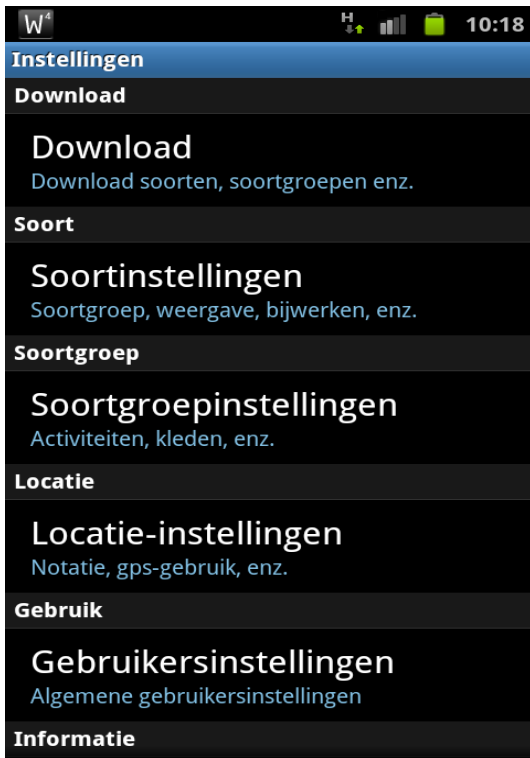 W4
H
10:18
Instellingen
Download
Download
Download soorten, soortgroepen enz.
Soort
Soortinstellingen
Soortgroep, weergave, bijwerken, enz.
Soortgroep
Soortgroepinstellingen
Activiteiten, kleden, enz.
Locatie
Locatie-instellingen
Notatie, gps-gebruik, enz.
Gebruik
Gebruikersinstellingen
Algemene gebruikersinstellingen
Informatie